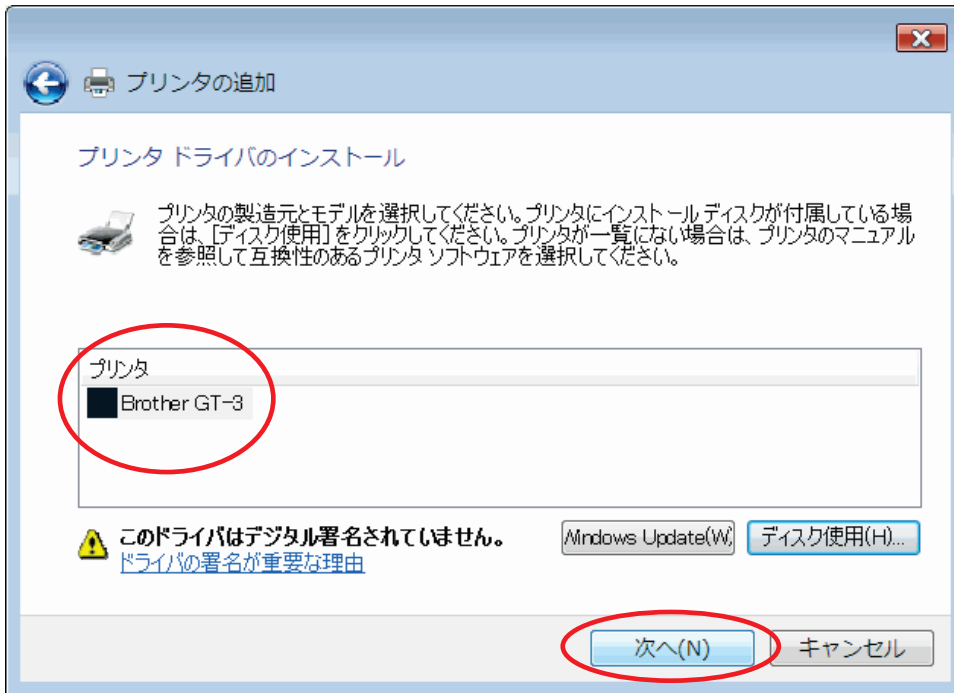 プリンタの追加
プリンタ ドライバのインストール
プリンタの製造元とモデルを選択してください。プリンタにインストール ディスクが付属している場
合は、[ディスク使用]をクリックしてください。プリンタが一覧にない場合は、プリンタのマニュアル
を参照して互換性のあるプリンタ ソフトウェアを選択してください。
プリンタ
Brother GT-3
このドライバはデジタル署名されていません。
ドライバの署名が重要な理由
Windows Update(W)
ディスク使用(H)...
次へ(N)
キャンセル